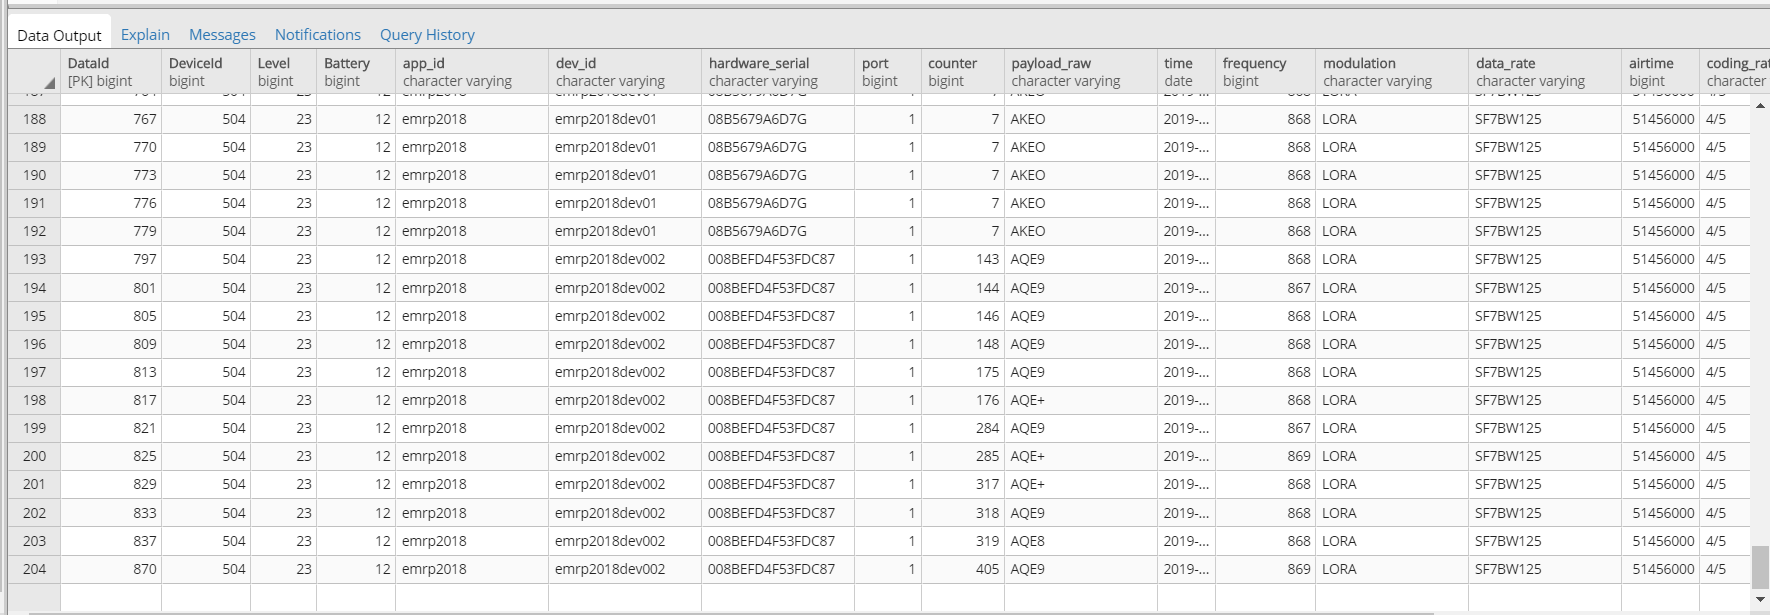 Data Output Explain Messages Notifications Query History
DataId DeviceId Level Battery app_id dev_id hardware_serial port counter payload_raw time frequency modulation data_rate airtime coding_rat
[PK] bigint bigint bigint bigint character varying character varying character varying bigint bigint character varying date bigint character varying character varying bigint character
188 767 504 23 12 emrp2018 emrp2018dev01 08B5679A6D7G 1 7 AKEO 2019-... 868 LORA SF7BW125 51456000 4/5
189 770 504 23 12 emrp2018 emrp2018dev01 08B5679A6D7G 1 7 AKEO 2019-... 868 LORA SF7BW125 51456000 4/5
190 773 504 23 12 emrp2018 emrp2018dev01 08B5679A6D7G 1 7 AKEO 2019-... 868 LORA SF7BW125 51456000 4/5
191 776 504 23 12 emrp2018 emrp2018dev01 08B5679A6D7G 1 7 AKEO 2019-... 868 LORA SF7BW125 51456000 4/5
192 779 504 23 12 emrp2018 emrp2018dev01 08B5679A6D7G 1 7 AKEO 2019-... 868 LORA SF7BW125 51456000 4/5
193 797 504 23 12 emrp2018 emrp2018dev002 008BEFD4F53FDC87 1 143 AQE9 2019-... 868 LORA SF7BW125 51456000 4/5
194 801 504 23 12 emrp2018 emrp2018dev002 008BEFD4F53FDC87 1 144 AQE9 2019-... 867 LORA SF7BW125 51456000 4/5
195 805 504 23 12 emrp2018 emrp2018dev002 008BEFD4F53FDC87 1 146 AQE9 2019-... 868 LORA SF7BW125 51456000 4/5
196 809 504 23 12 emrp2018 emrp2018dev002 008BEFD4F53FDC87 1 148 AQE9 2019-... 868 LORA SF7BW125 51456000 4/5
197 813 504 23 12 emrp2018 emrp2018dev002 008BEFD4F53FDC87 1 175 AQE9 2019-... 868 LORA SF7BW125 51456000 4/5
198 817 504 23 12 emrp2018 emrp2018dev002 008BEFD4F53FDC87 1 176 AQE+ 2019-... 868 LORA SF7BW125 51456000 4/5
199 821 504 23 12 emrp2018 emrp2018dev002 008BEFD4F53FDC87 1 284 AQE9 2019-... 867 LORA SF7BW125 51456000 4/5
200 825 504 23 12 emrp2018 emrp2018dev002 008BEFD4F53FDC87 1 285 AQE+ 2019-... 869 LORA SF7BW125 51456000 4/5
201 829 504 23 12 emrp2018 emrp2018dev002 008BEFD4F53FDC87 1 317 AQE+ 2019-... 868 LORA SF7BW125 51456000 4/5
202 833 504 23 12 emrp2018 emrp2018dev002 008BEFD4F53FDC87 1 318 AQE9 2019-... 868 LORA SF7BW125 51456000 4/5
203 837 504 23 12 emrp2018 emrp2018dev002 008BEFD4F53FDC87 1 319 AQE8 2019-... 868 LORA SF7BW125 51456000 4/5
204 870 504 23 12 emrp2018 emrp2018dev002 008BEFD4F53FDC87 1 405 AQE9 2019-... 869 LORA SF7BW125 51456000 4/5